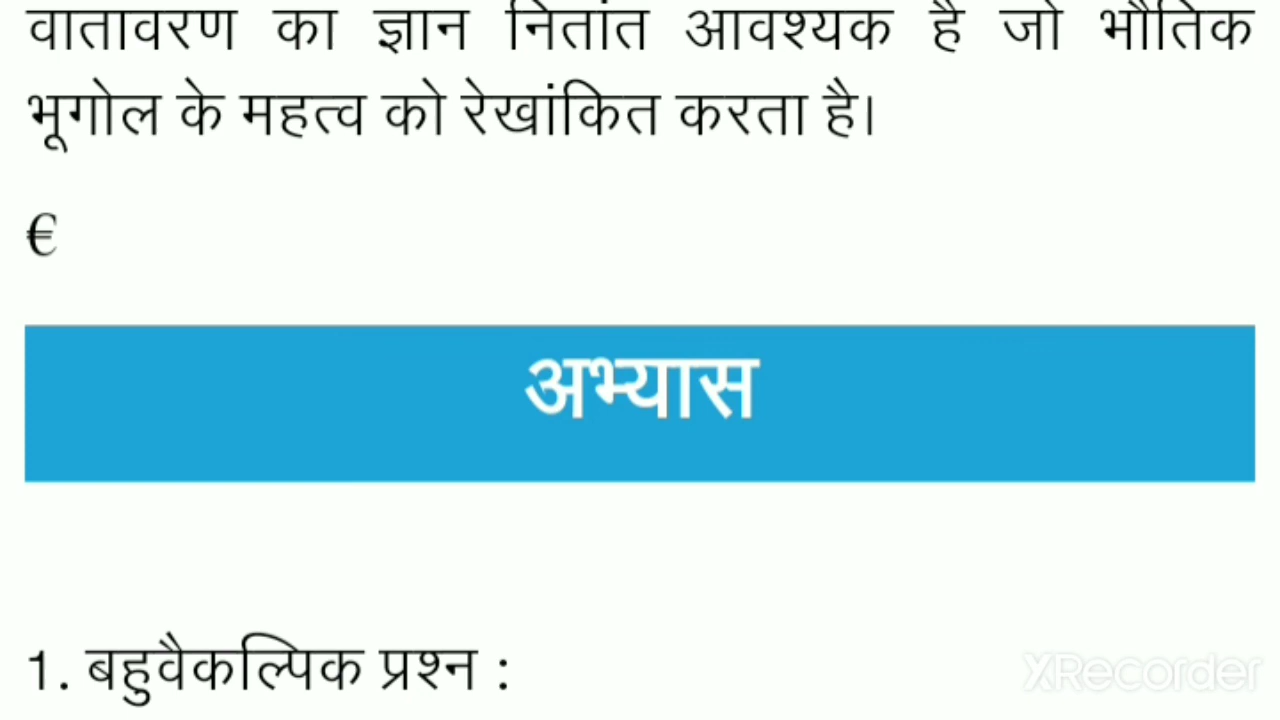 वातावरण का ज्ञान नितांत आवश्यक है जो भौतिक
भूगोल के महत्व को रेखांकित करता है।
€
अभ्यास
1. बहुवैकल्पिक प्रश्न :
XRecorder